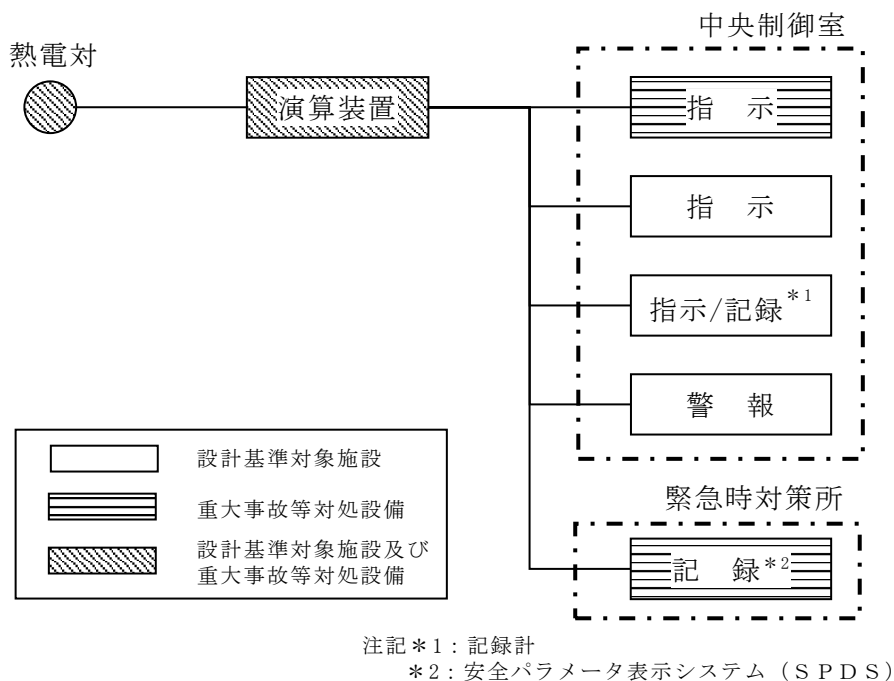 中央制御室
熱電対
演算装置
指　示
指　示
指示/記録＊1
警　報
設計基準対象施設
重大事故等対処設備
設計基準対象施設及び
重大事故等対処設備
緊急時対策所
記　録＊2
注記＊1：記録計
＊2：安全パラメータ表示システム（ＳＰＤＳ）